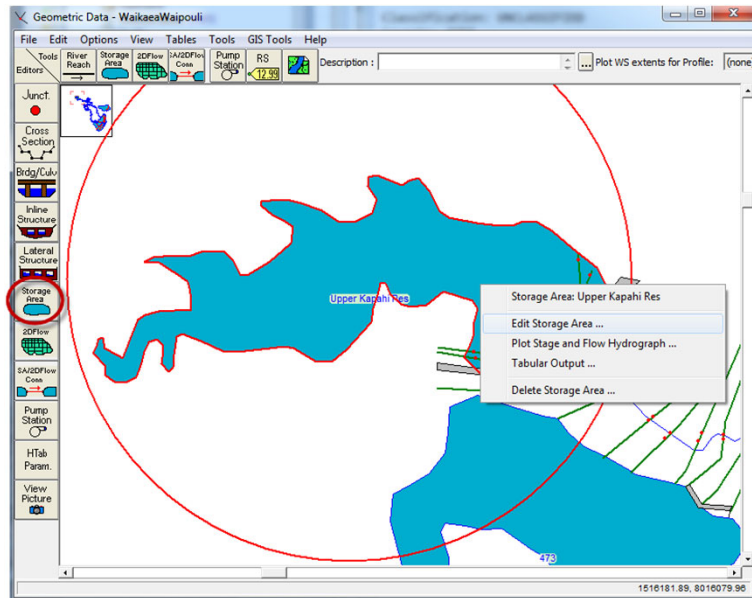 Geometric Data - WaikaeaWaipouli
File Edit Options View Tables Tools GIS Tools Help
Tools
Editors
River
Reach
Storage
Area
2DFlow
SA/2DFlow
Conn
Pump
Station
RS
12.99
Description :
...
Plot WS extents for Profile:
(none
Junct.
Cross
Section
Brdg/Culv
Inline
Structure
Lateral
Structure
Storage
Area
2DFlow
SA/2DFlow
Conn
Pump
Station
HTab
Param.
View
Picture
Upper Kapahi Res
Storage Area: Upper Kapahi Res
Edit Storage Area ...
Plot Stage and Flow Hydrograph ...
Tabular Output ...
Delete Storage Area ...
473
1516181.89, 8016079.96